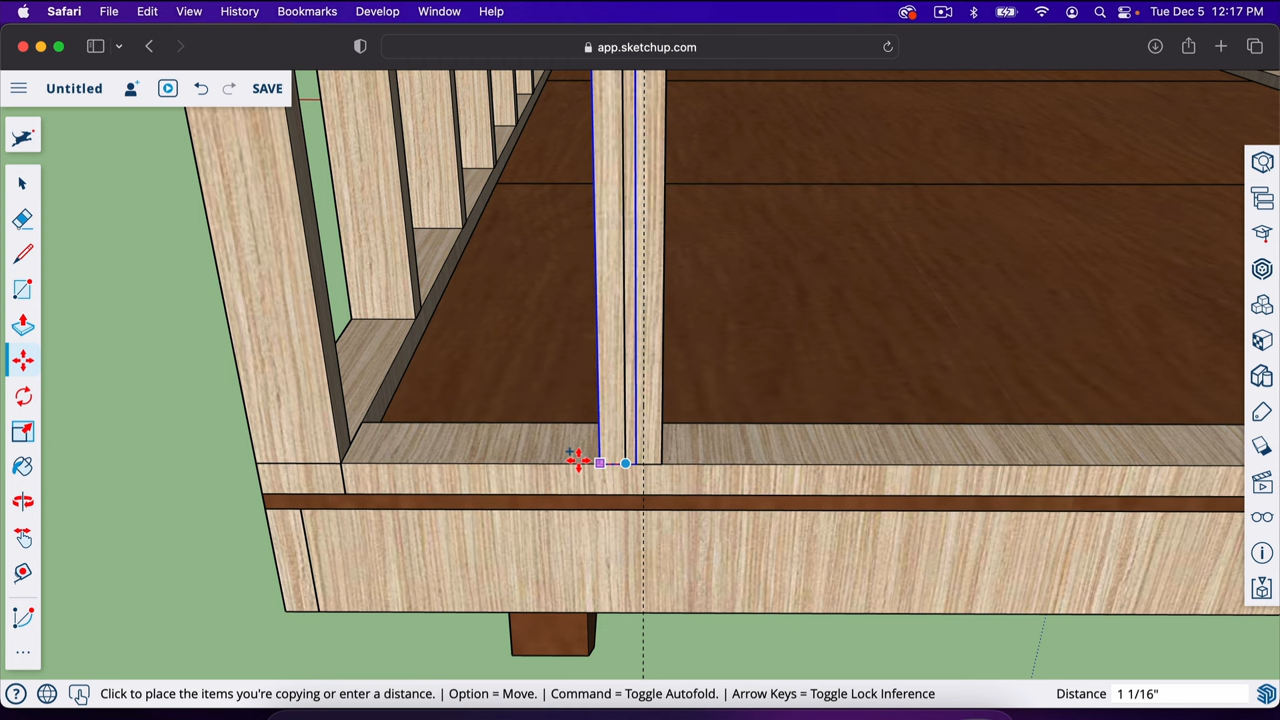 Safari File Edit View History Bookmarks Develop Window Help Tue Dec 5 12:17 PM
app.sketchup.com
Untitled SAVE
Click to place the items you're copying or enter a distance. | Option = Move. | Command = Toggle Autofold. | Arrow Keys = Toggle Lock Inference Distance 1 1/16"